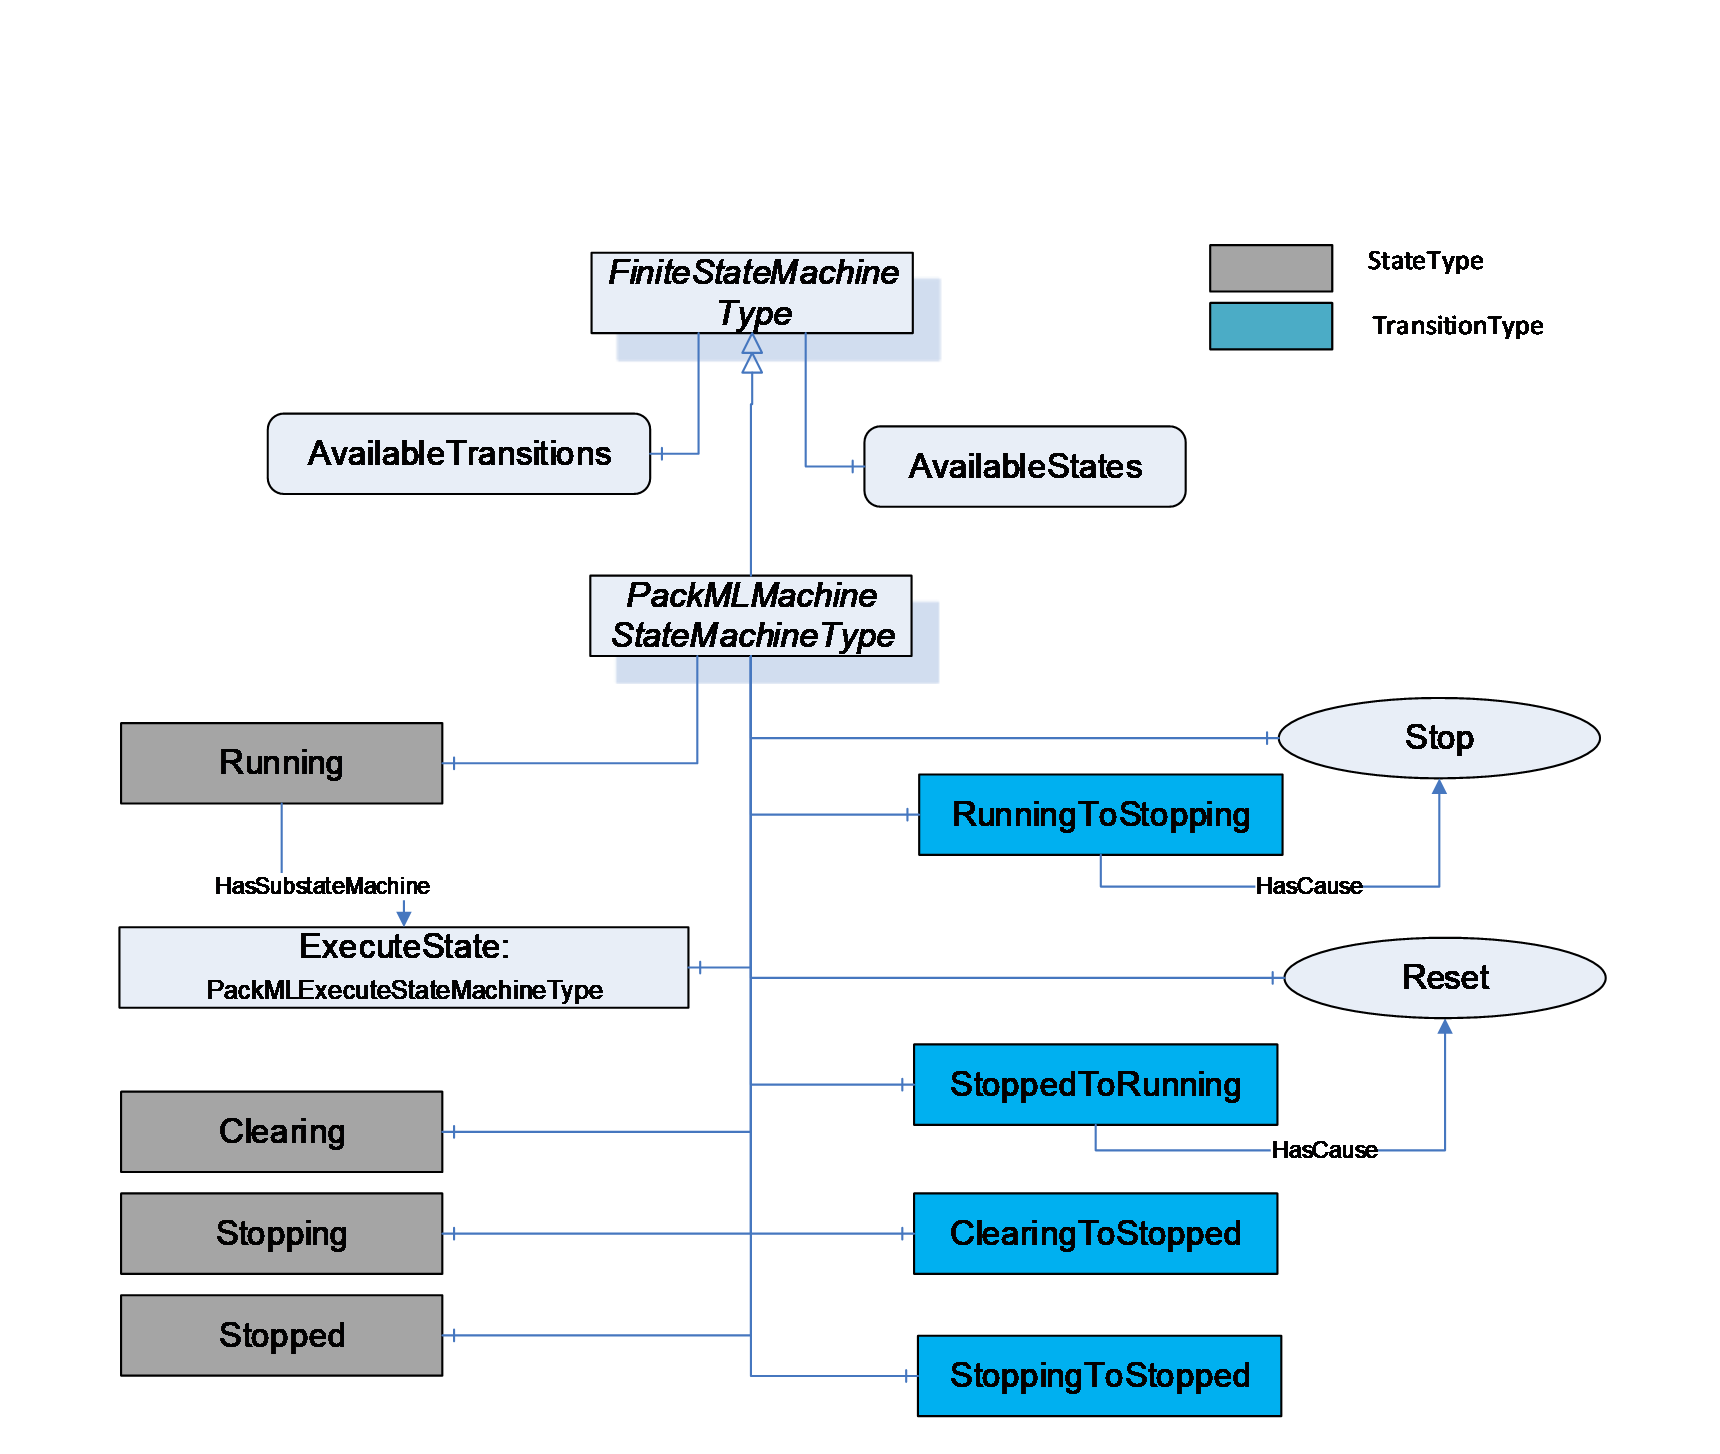 FiniteStateMachine
Type
StateType
TransitionType
AvailableTransitions
AvailableStates
PackMLMachine
StateMachineType
Running
Stop
RunningToStopping
HasSubstateMachine
HasCause
ExecuteState:
PackMLExecuteStateMachineType
Reset
StoppedToRunning
Clearing
HasCause
Stopping
ClearingToStopped
Stopped
StoppingToStopped